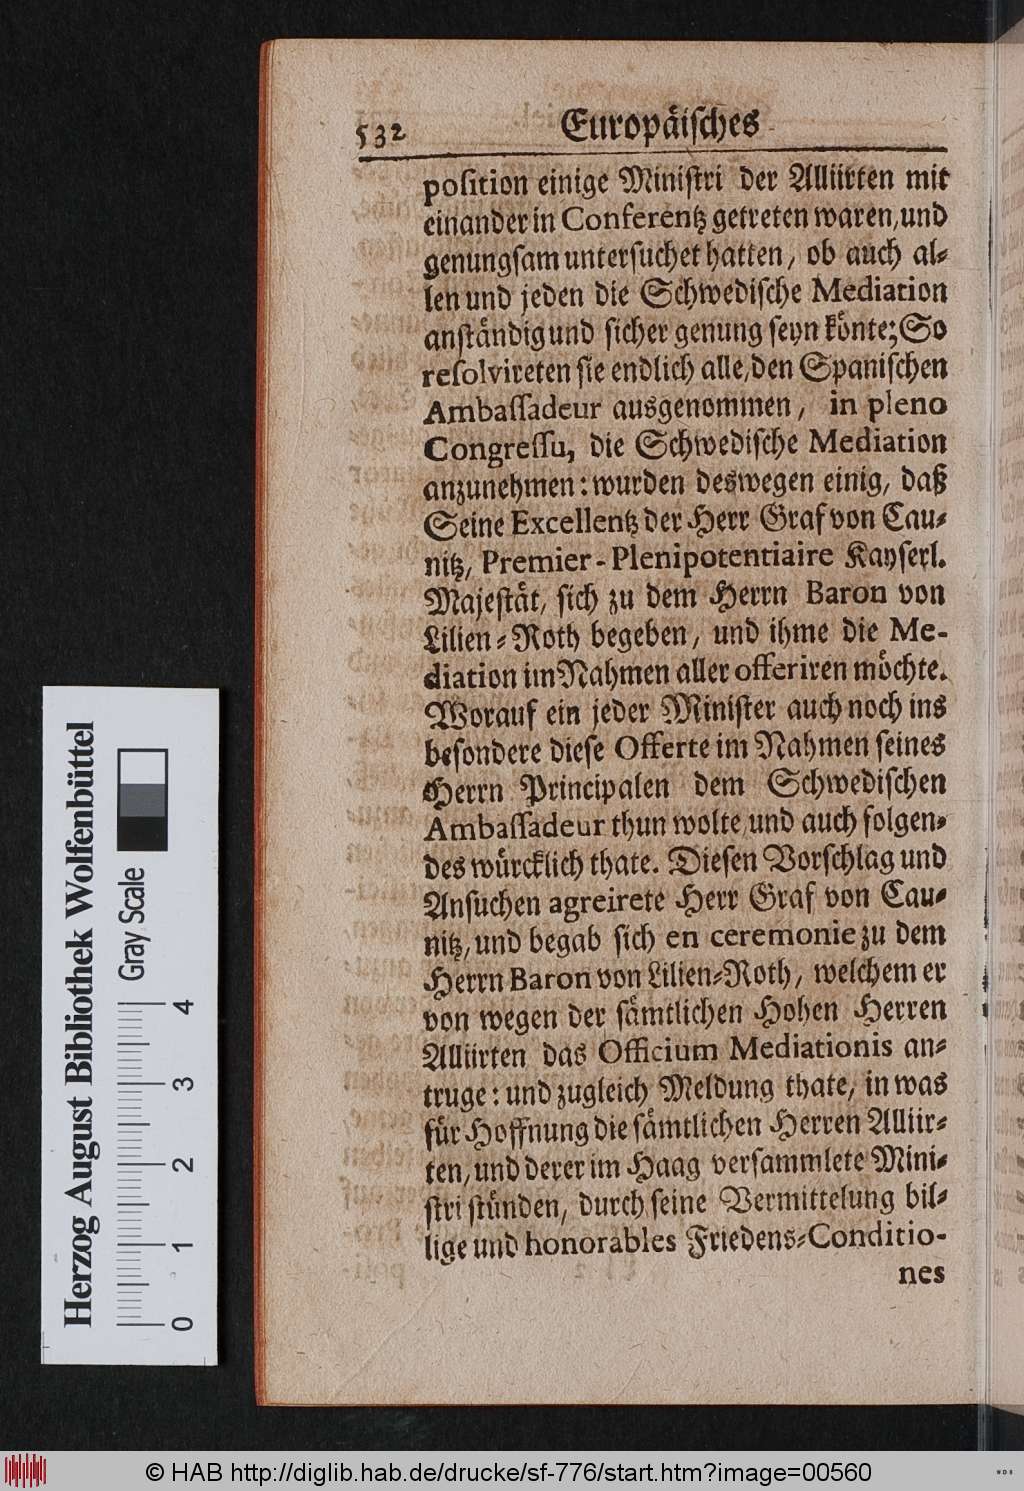 532 Europäisches
position einige Ministri der Alliirten mit
einander in Conferentz getreten waren, und
genungsam untersuchet hatten, ob auch al-
len und jeden die Schwedische Mediation
anständig und sicher genung seyn könte; So
resolvireten sie endlich alle, den Spanischen
Ambassadeur ausgenommen, in pleno
Congressu, die Schwedische Mediation
anzunehmen: wurden deswegen einig, daß
Seine Excellentz der Herr Graf von Cau-
nitz, Premier-Plenipotentiaire Kayserl.
Majestät, sich zu dem Herrn Baron von
Lilien-Roth begeben, und ihme die Me-
diation im Nahmen aller offeriren möchte.
Worauf ein jeder Minister auch noch ins
besondere diese Offerte im Nahmen seines
Herrn Principalen dem Schwedischen
Ambassadeur thun wolte, und auch folgen-
des würcklich thate. Diesen Vorschlag und
Ansuchen agreirete Herr Graf von Cau-
nitz, und begab sich en ceremonie zu dem
Herrn Baron von Lilien-Roth, welchem er
von wegen der sämtlichen Hohen Herren
Alliirten das Officium Mediationis an-
truge: und zugleich Meldung thate, in was
für Hoffnung die sämtlichen Herren Alliir-
ten, und derer im Haag versammlete Mini-
stri stünden, durch seine Vermittelung bil-
lige und honorables Friedens-Conditio-
nes
Herzog August Bibliothek Wolfenbüttel
Gray Scale
0 1 2 3 4
© HAB http://diglib.hab.de/drucke/sf-776/start.htm?image=00560
WDB